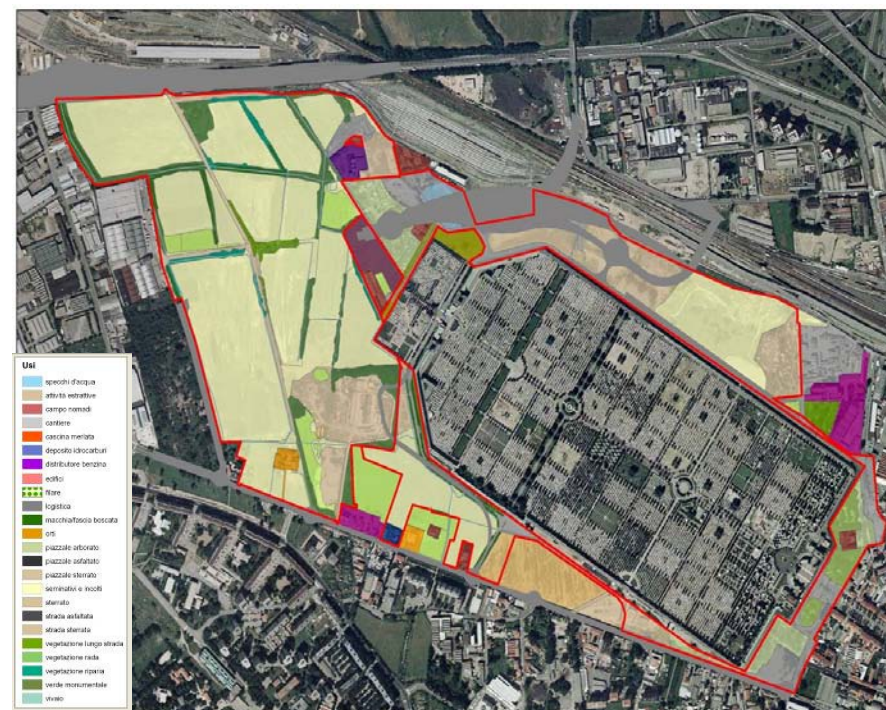 Usi
specchi d'acqua
attività estrattive
campo nomadi
cantiere
cascina merlata
deposito idrocarburi
distributore benzina
edifici
filare
logistica
macchia/fascia boscata
orti
piazzale arborato
piazzale asfaltato
piazzale sterrato
seminativi e incolti
sterrato
strada asfaltata
strada sterrata
vegetazione lungo strada
vegetazione rada
vegetazione riparia
verde monumentale
vivaio